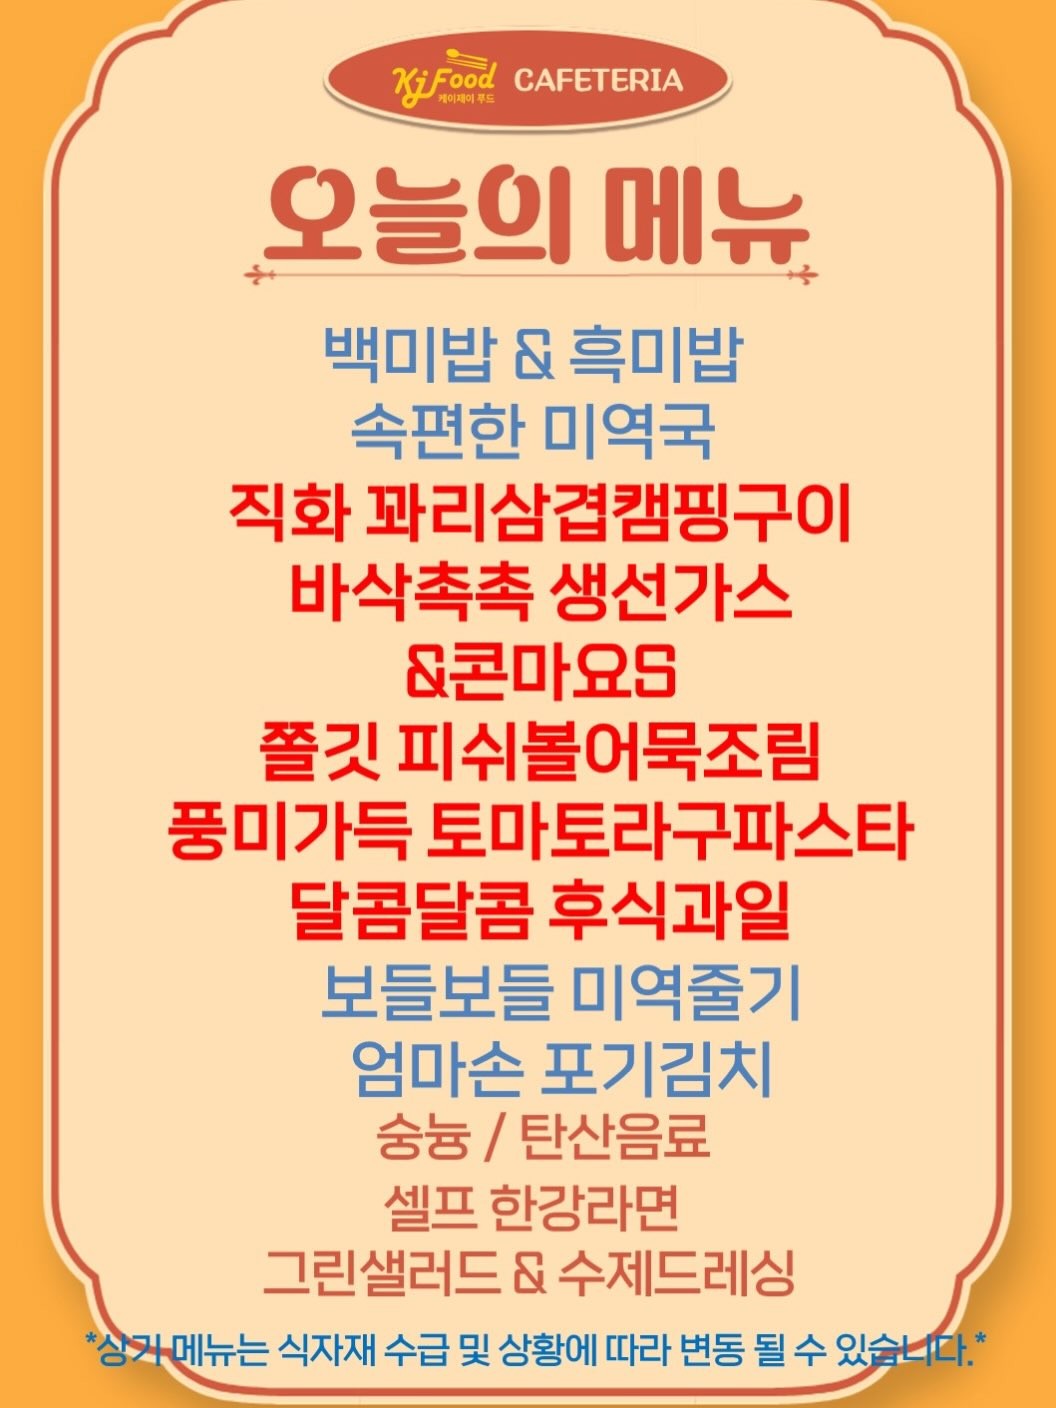 KjFood CAFETERIA
케이제이 푸드
오늘의 메뉴
백미밥 & 흑미밥
속편한 미역국
직화 꽈리삼겹캠핑구이
바삭촉촉 생선가스
&콘마요S
쫄깃 피쉬볼어묵조림
풍미가득 토마토라구파스타
달콤달콤 후식과일
보들보들 미역줄기
엄마손 포기김치
숭늉 / 탄산음료
셀프 한강라면
그린샐러드 & 수제드레싱
*상기 메뉴는 식자재 수급 및 상황에 따라 변동 될 수 있습니다.*